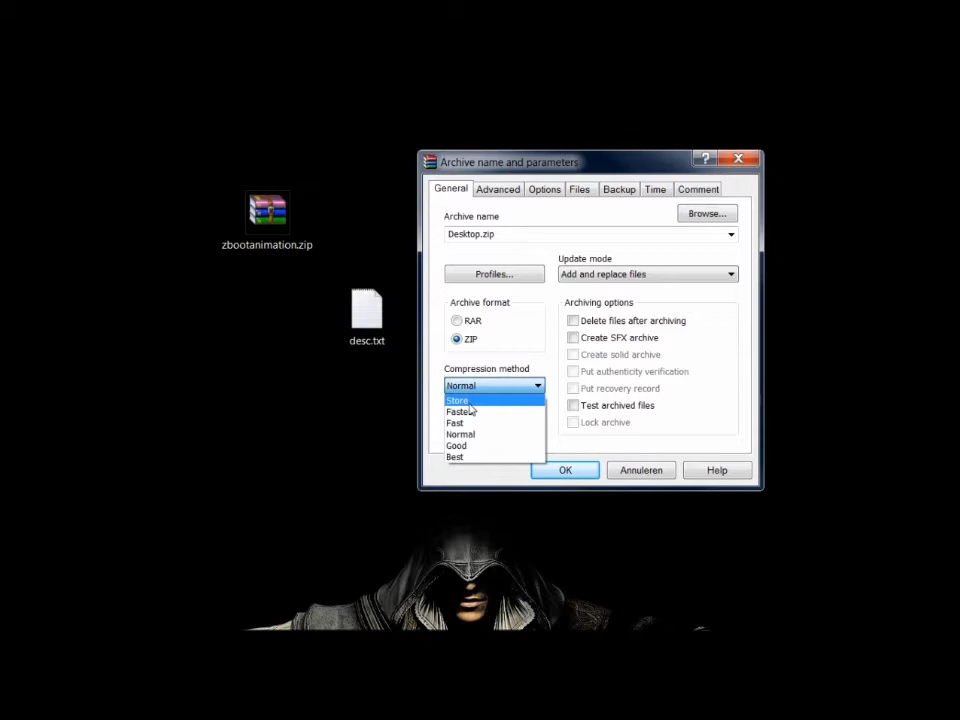 zbootanimation.zip
desc.txt
Archive name and parameters
?
General Advanced Options Files Backup Time Comment
Archive name
Browse...
Desktop.zip
Profiles...
Update mode
Add and replace files
Archive format
RAR
ZIP
Compression method
Normal
Store
Fast
Normal
Good
Best
Archiving options
Delete files after archiving
Create SFX archive
Create solid archive
Put authenticity verification
Put recovery record
Test archived files
Lock archive
OK
Annuleren
Help